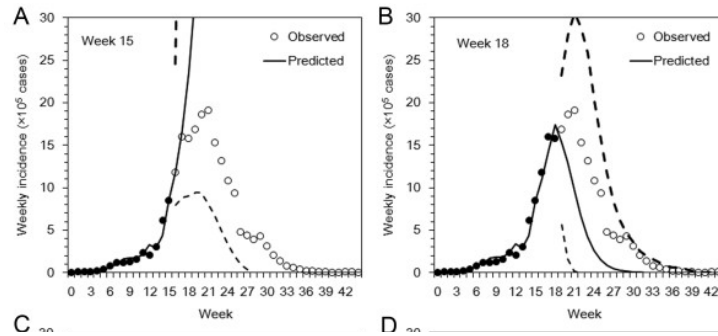 A
Week 15
Observed
Predicted
Weekly incidence (×10⁵ cases)
30
25
20
15
10
5
0
0 3 6 9 12 15 18 21 24 27 30 33 36 39 42
Week
B
Week 18
Observed
Predicted
Weekly incidence (×10⁵ cases)
30
25
20
15
10
5
0
0 3 6 9 12 15 18 21 24 27 30 33 36 39 42
Week
C
30
D
30